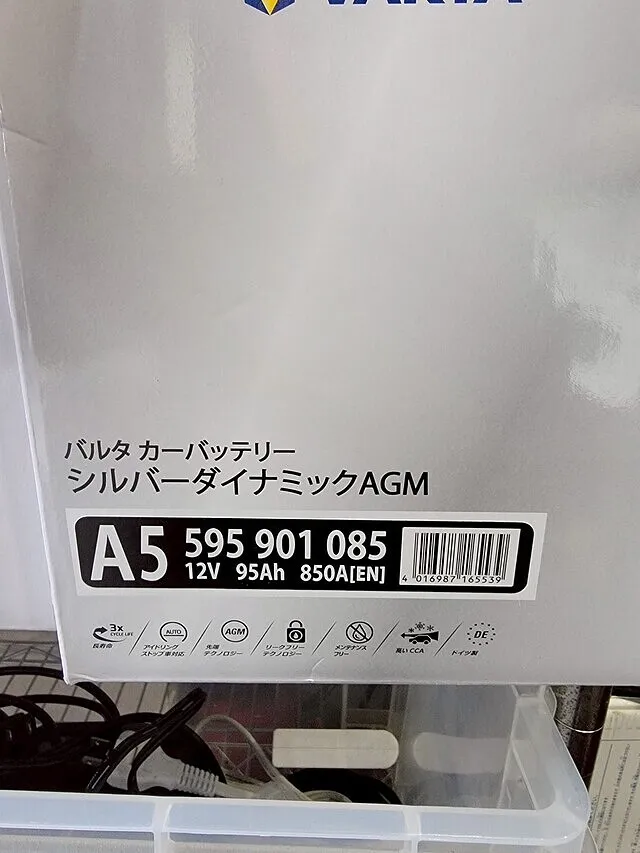 VARTA
バルタ カーバッテリー
シルバーダイナミックAGM
A5
595 901 085
12V 95Ah 850A[EN]
4 016987 165539
3x
CYCLE LIFE
長寿命
AUTO
アイドリング
ストップ車対応
AGM
先端
テクノロジー
リークフリー
テクノロジー
メンテナンス
フリー
高いCCA
DE
ドイツ製